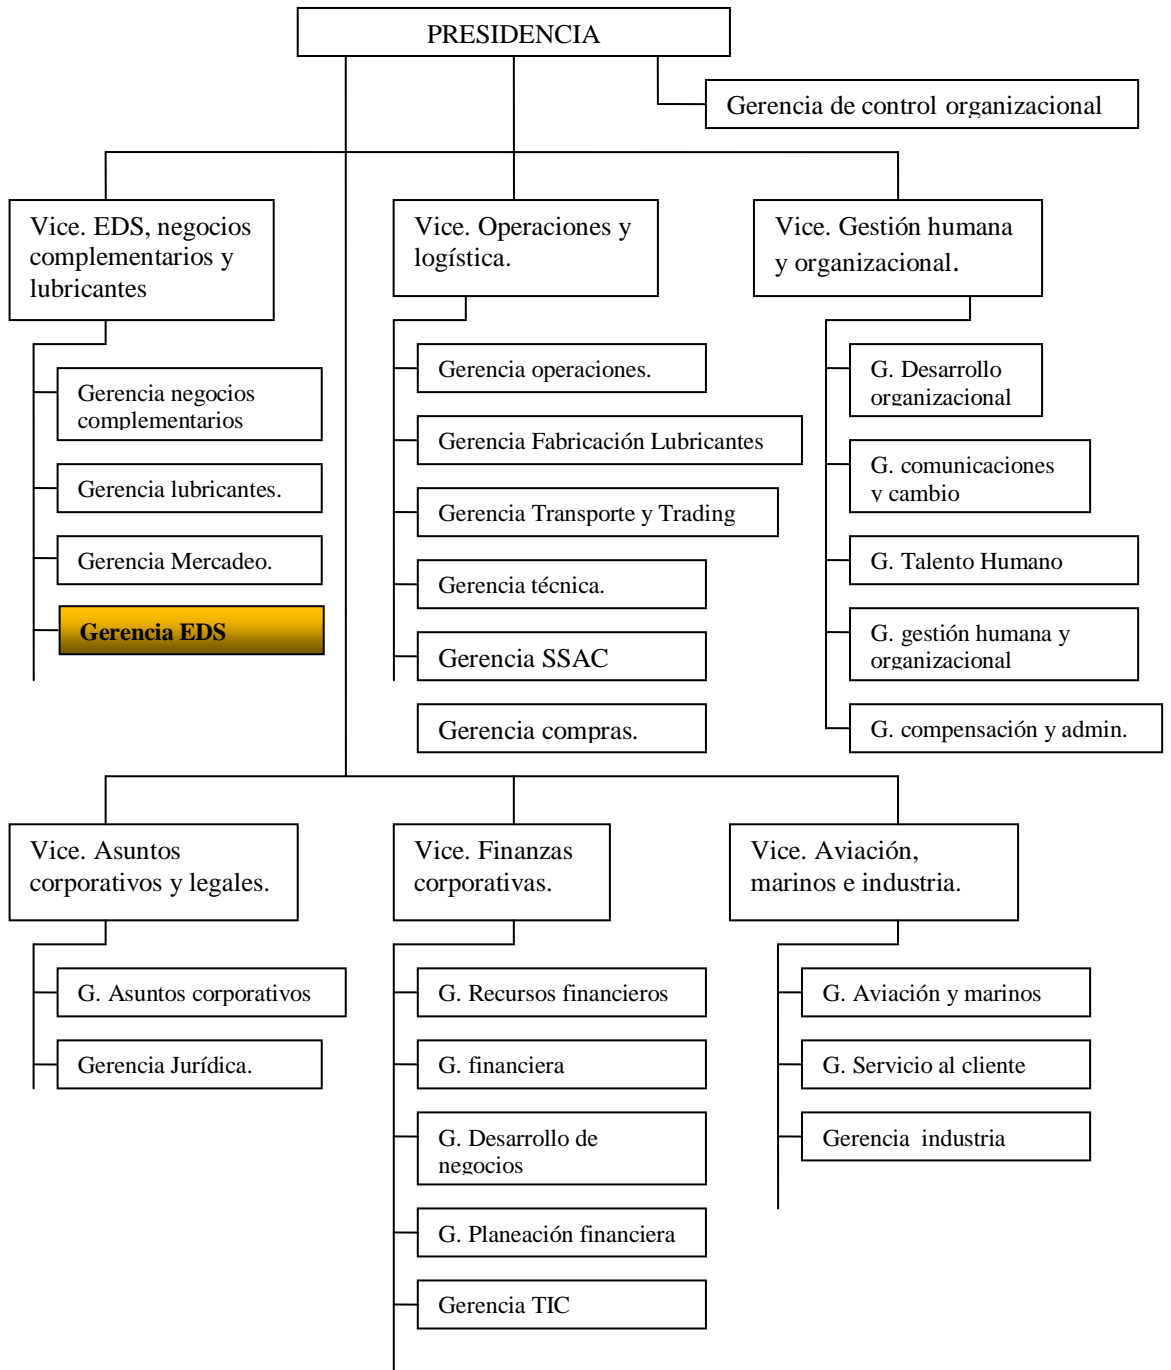 PRESIDENCIA
Gerencia de control organizacional
Vice. EDS, negocios
complementarios y
lubricantes
Gerencia negocios
complementarios
Gerencia lubricantes.
Gerencia Mercadeo.
Gerencia EDS
Vice. Operaciones y
logística.
Gerencia operaciones.
Gerencia Fabricación Lubricantes
Gerencia Transporte y Trading
Gerencia técnica.
Gerencia SSAC
Gerencia compras.
Vice. Gestión humana
y organizacional.
G. Desarrollo
organizacional
G. comunicaciones
y cambio
G. Talento Humano
G. gestión humana y
organizacional
G. compensación y admin.
Vice. Asuntos
corporativos y legales.
G. Asuntos corporativos
Gerencia Jurídica.
Vice. Finanzas
corporativas.
G. Recursos financieros
G. financiera
G. Desarrollo de
negocios
G. Planeación financiera
Gerencia TIC
Vice. Aviación,
marinos e industria.
G. Aviación y marinos
G. Servicio al cliente
Gerencia  industria